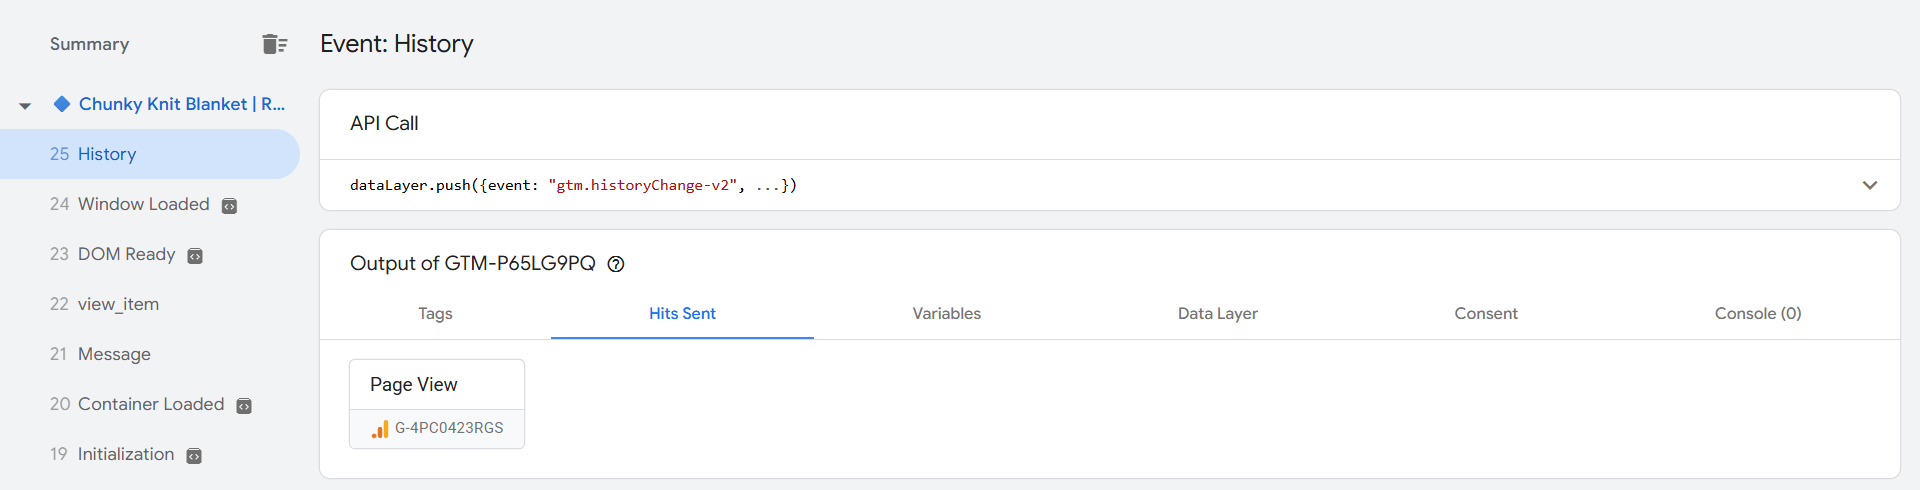 Summary
Chunky Knit Blanket | R...
25 History
24 Window Loaded
23 DOM Ready
22 view_item
21 Message
20 Container Loaded
19 Initialization
Event: History
API Call
dataLayer.push({event: "gtm.historyChange-v2", ...})
Output of GTM-P65LG9PQ
Tags Hits Sent Variables Data Layer Consent Console (0)
Page View
G-4PC0423RGS